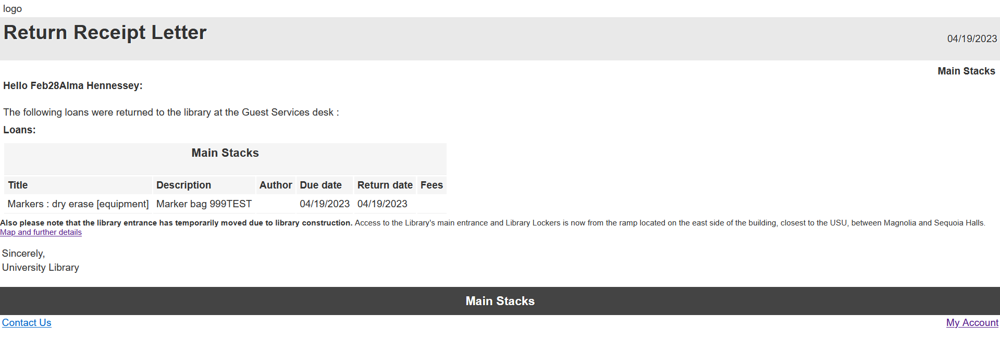 logo
Return Receipt Letter
04/19/2023
Main Stacks
Hello Feb28Alma Hennessey:
The following loans were returned to the library at the Guest Services desk :
Loans:
Main Stacks
Title Description Author Due date Return date Fees
Markers : dry erase [equipment] Marker bag 999TEST 04/19/2023 04/19/2023
Also please note that the library entrance has temporarily moved due to library construction. Access to the Library's main entrance and Library Lockers is now from the ramp located on the east side of the building, closest to the USU, between Magnolia and Sequoia Halls.
Map and further details
Sincerely,
University Library
Main Stacks
Contact Us
My Account